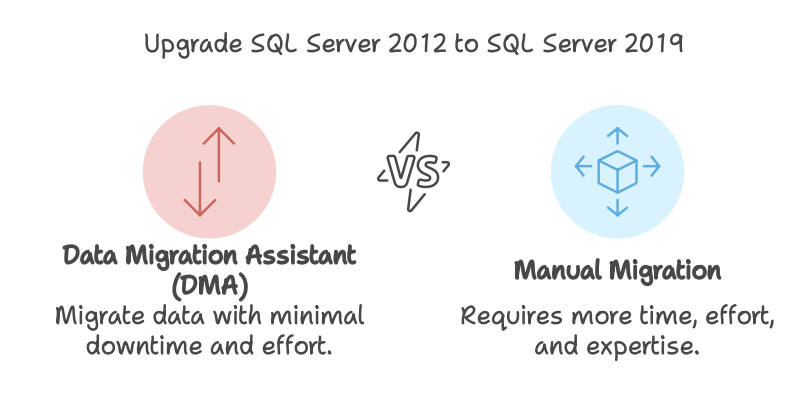 Upgrade SQL Server 2012 to SQL Server 2019
VS
Data Migration Assistant
(DMA)
Migrate data with minimal
downtime and effort.
Manual Migration
Requires more time, effort,
and expertise.